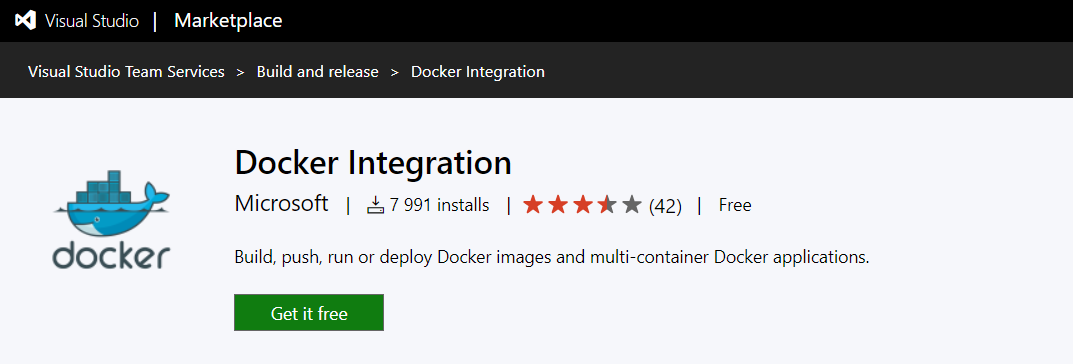 Visual Studio | Marketplace
Visual Studio Team Services > Build and release > Docker Integration
Docker Integration
Microsoft | 7 991 installs | (42) | Free
docker
Build, push, run or deploy Docker images and multi-container Docker applications.
Get it free